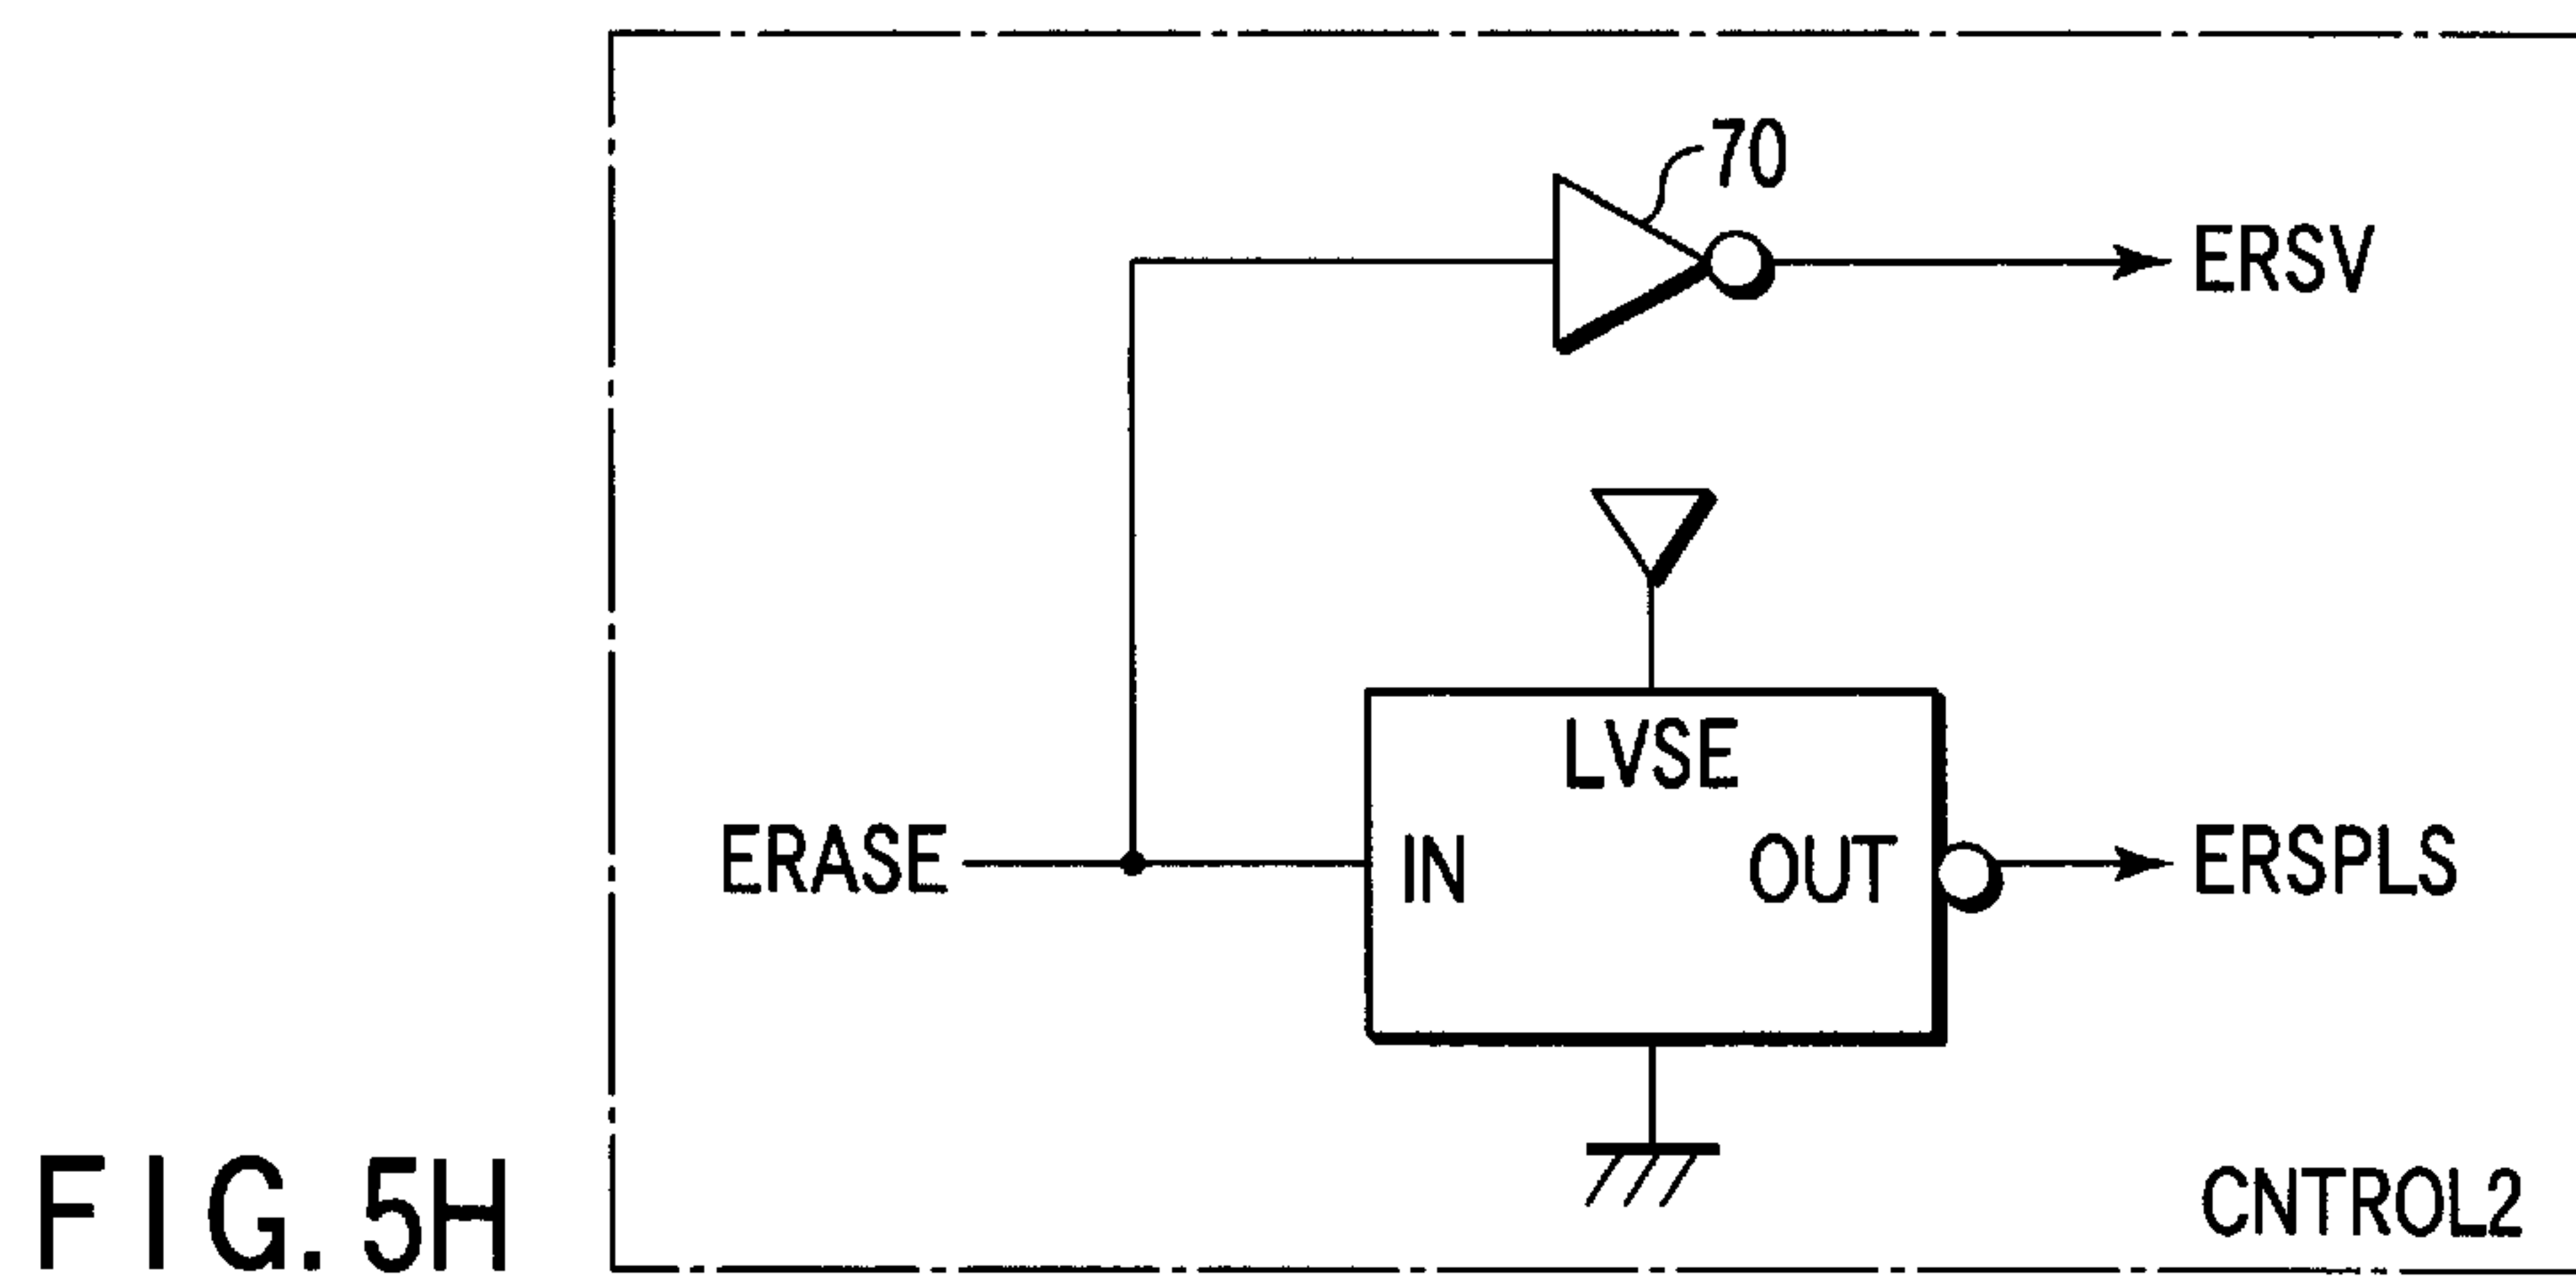 70
ERSV
LVSE
ERASE
IN
OUT
ERSPLS
CNTROL2
FIG. 5H